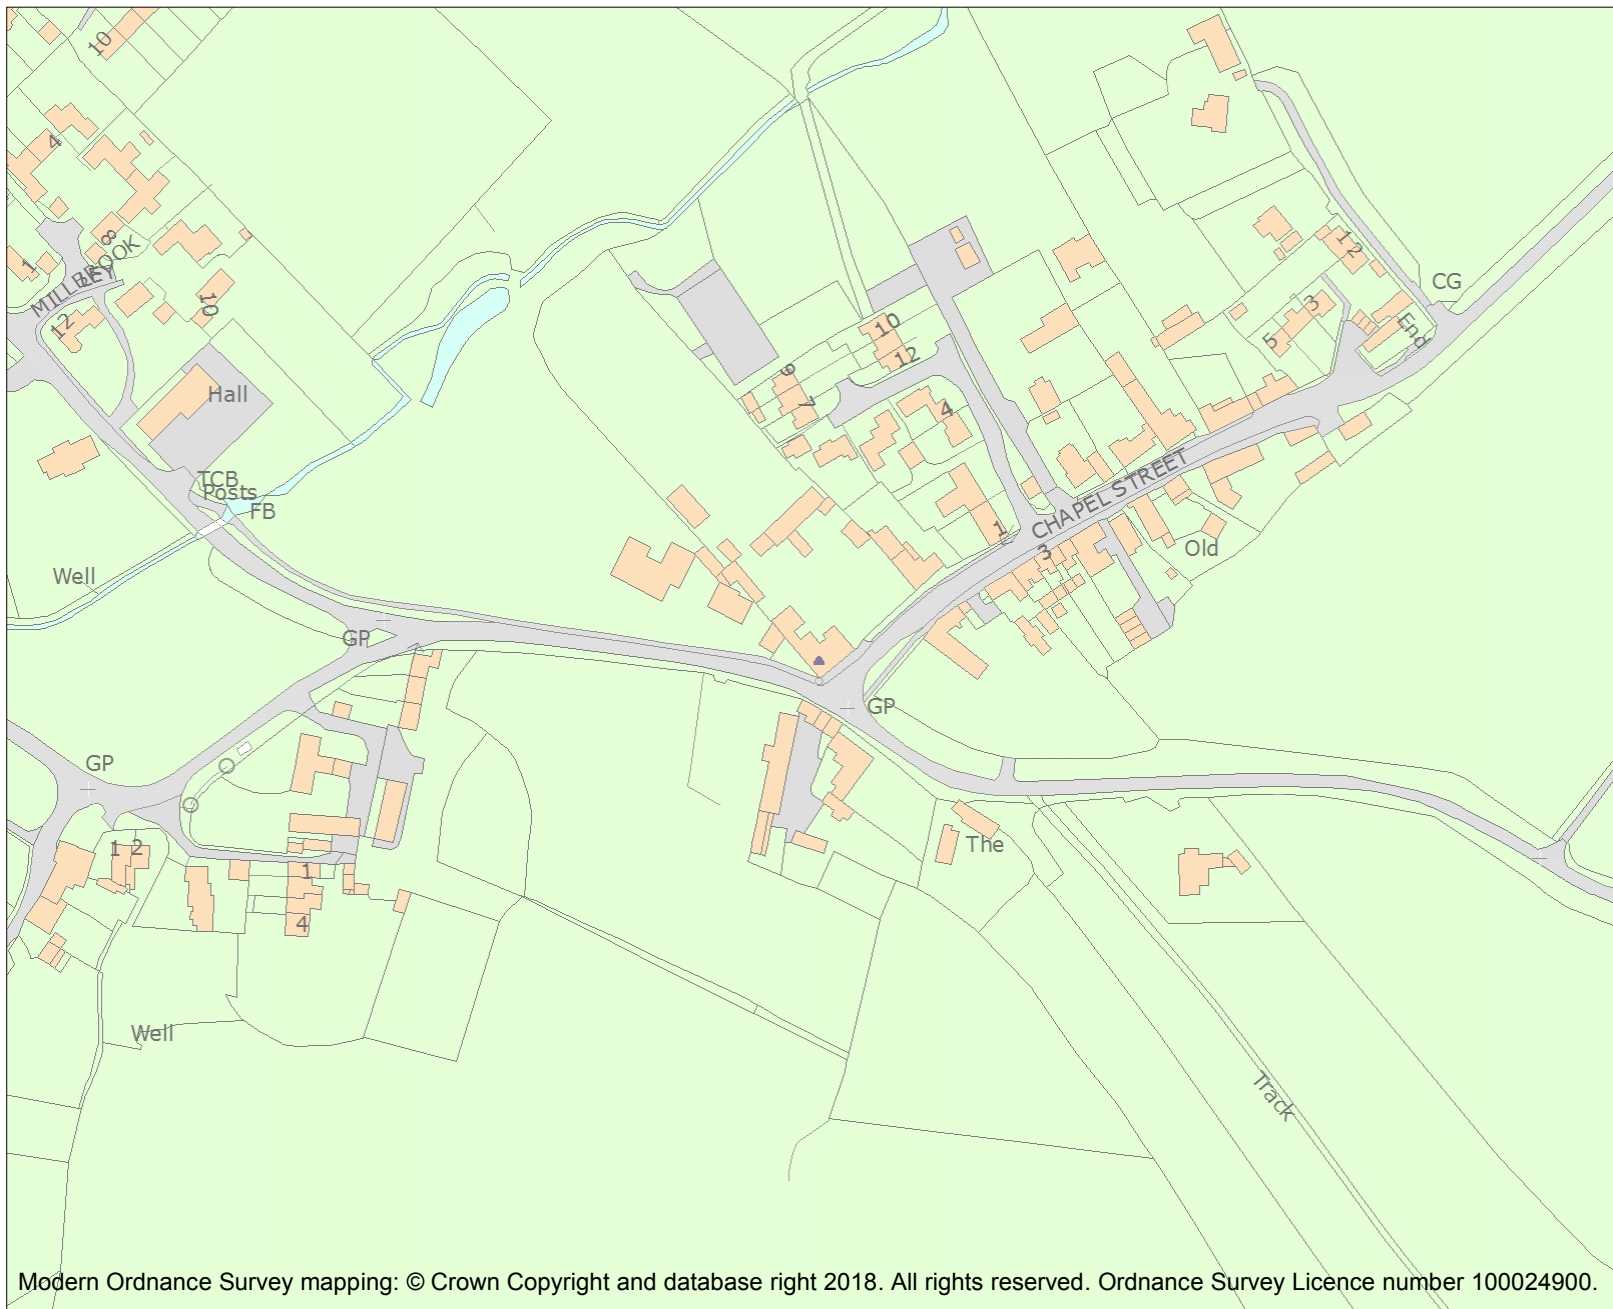 10
4
8
1
MILLBROOK
LEY
10
12
Hall
TCB
Posts
FB
Well
GP
GP
1 2
1
4
Well
10
12
9
7
4
1
CHAPEL STREET
3
Old
12
3
5
End
CG
GP
The
Track
Modern Ordnance Survey mapping: © Crown Copyright and database right 2018. All rights reserved. Ordnance Survey Licence number 100024900.